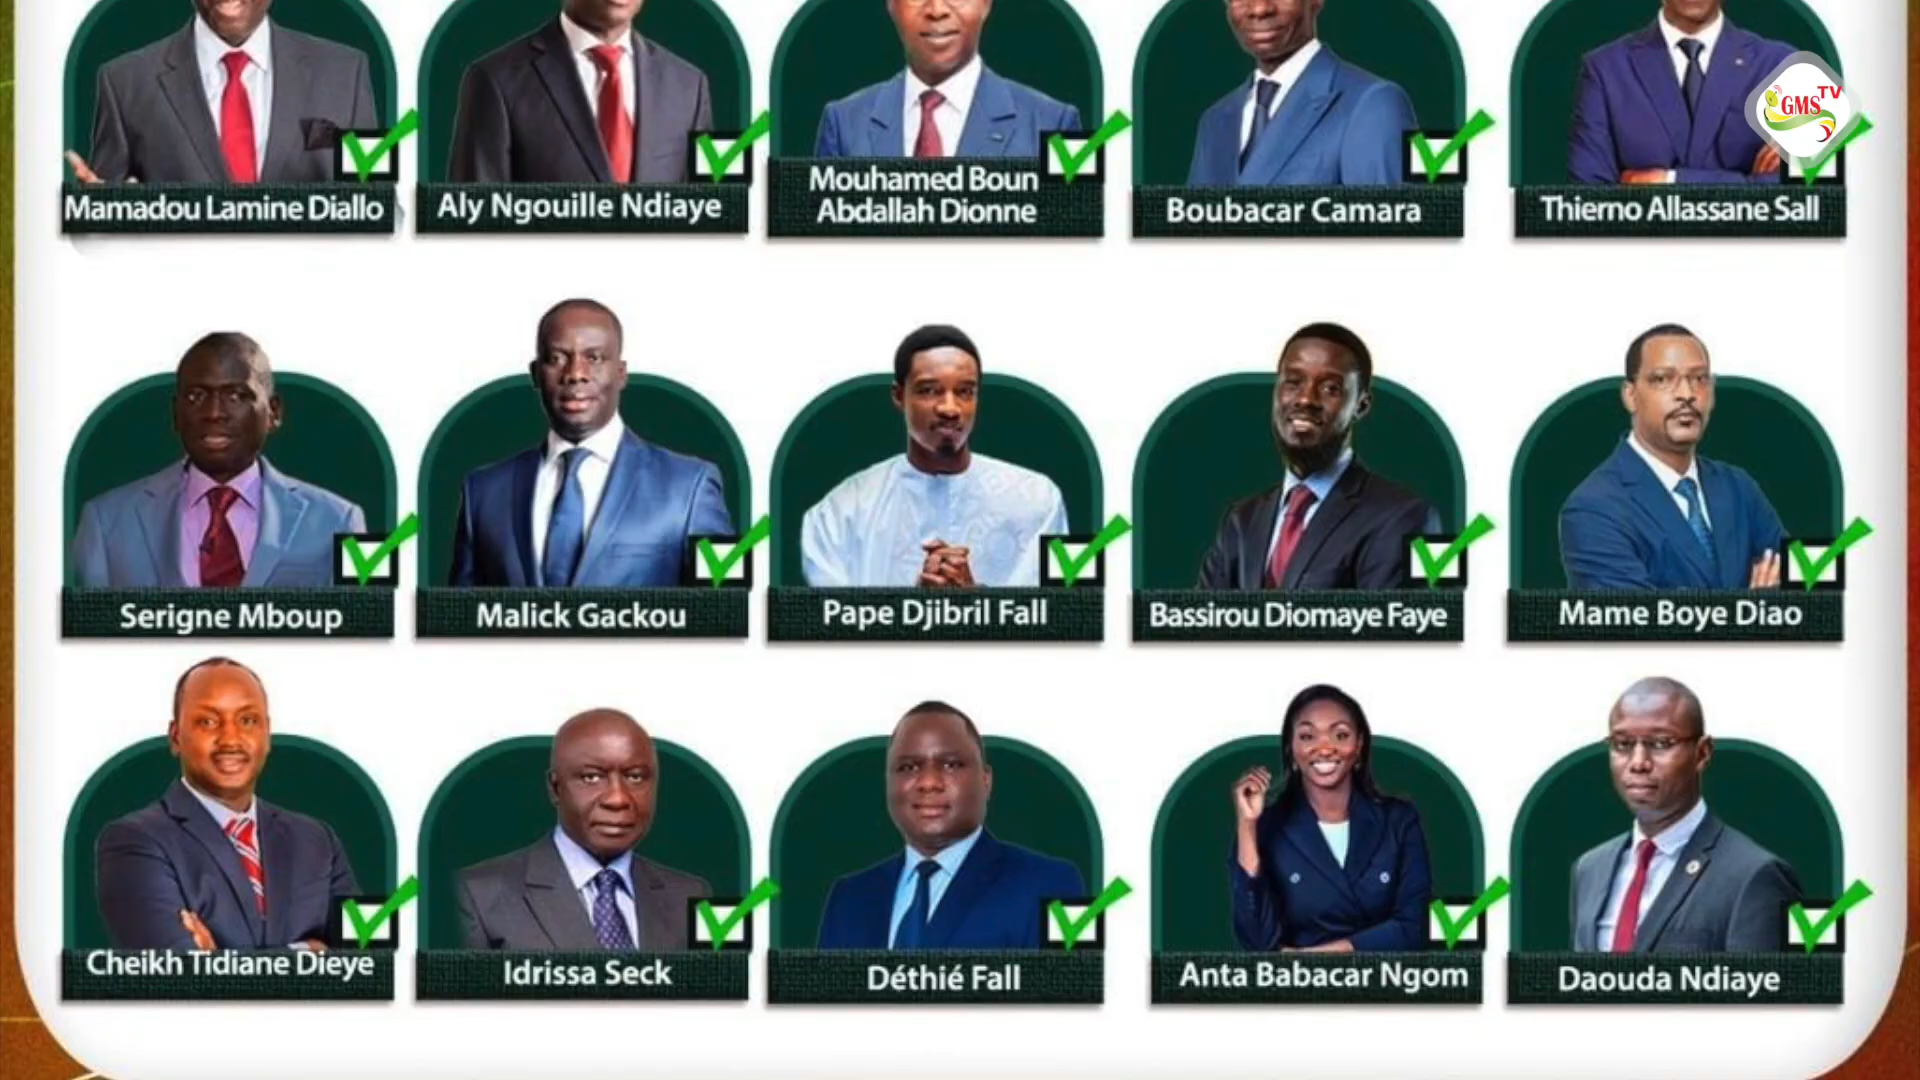 GMS TV
Mamadou Lamine Diallo
Aly Ngouille Ndiaye
Mouhamed Boun
Abdallah Dionne
Boubacar Camara
Thierno Allassane Sall
Serigne Mboup
Malick Gackou
Pape Djibril Fall
Bassirou Diomaye Faye
Mame Boye Diao
Cheikh Tidiane Dieye
Idrissa Seck
Déthié Fall
Anta Babacar Ngom
Daouda Ndiaye